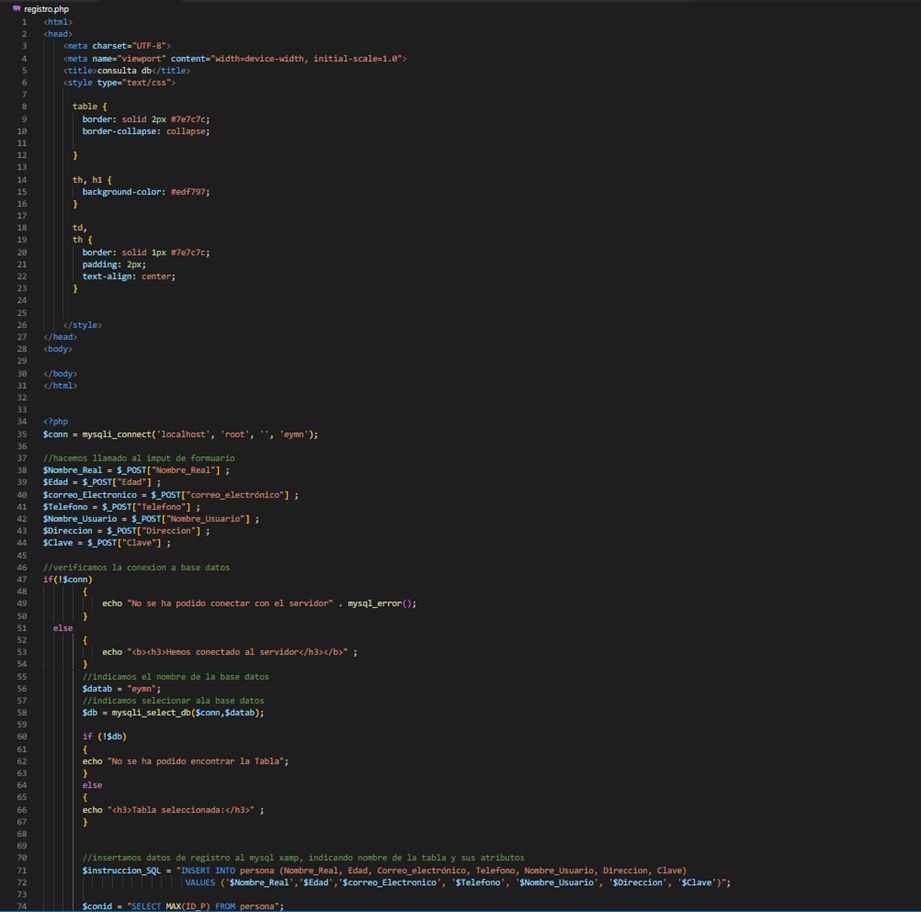 registro.php
1 <html>
2 <head>
3 <meta charset="UTF-8">
4 <meta name="viewport" content="width=device-width, initial-scale=1.0">
5 <title>consulta db</title>
6 <style type="text/css">
7
8 table {
9 border: solid 2px #7e7c7c;
10 border-collapse: collapse;
11
12 }
13
14 th, h1 {
15 background-color: #edf797;
16 }
17
18 td,
19 th {
20 border: solid 1px #7e7c7c;
21 padding: 2px;
22 text-align: center;
23 }
24
25
26 </style>
27 </head>
28 <body>
29
30 </body>
31 </html>
32
33
34 <?php
35 $conn = mysqli_connect('localhost', 'root', '', 'eymn');
36
37 //hacemos llamado al imput de formuario
38 $Nombre_Real = $_POST["Nombre_Real"] ;
39 $Edad = $_POST["Edad"] ;
40 $correo_Electronico = $_POST["correo_electrónico"] ;
41 $Telefono = $_POST["Telefono"] ;
42 $Nombre_Usuario = $_POST["Nombre_Usuario"] ;
43 $Direccion = $_POST["Direccion"] ;
44 $Clave = $_POST["Clave"] ;
45
46 //verificamos la conexion a base datos
47 if(!$conn)
48 {
49 echo "No se ha podido conectar con el servidor" . mysql_error();
50 }
51 else
52 {
53 echo "<b><h3>Hemos conectado al servidor</h3></b>" ;
54 }
55 //indicamos el nombre de la base datos
56 $datab = "eymn";
57 //indicamos selecionar ala base datos
58 $db = mysqli_select_db($conn,$datab);
59
60 if (!$db)
61 {
62 echo "No se ha podido encontrar la Tabla";
63 }
64 else
65 {
66 echo "<h3>Tabla seleccionada:</h3>" ;
67 }
68
69
70 //insertamos datos de registro al mysql xamp, indicando nombre de la tabla y sus atributos
71 $instruccion_SQL = "INSERT INTO persona (Nombre_Real, Edad, Correo_electrónico, Telefono, Nombre_Usuario, Direccion, Clave)
72 VALUES ('$Nombre_Real','$Edad','$correo_Electronico', '$Telefono', '$Nombre_Usuario', '$Direccion', '$Clave')";
73
74 $conid = "SELECT MAX(ID_P) FROM persona";